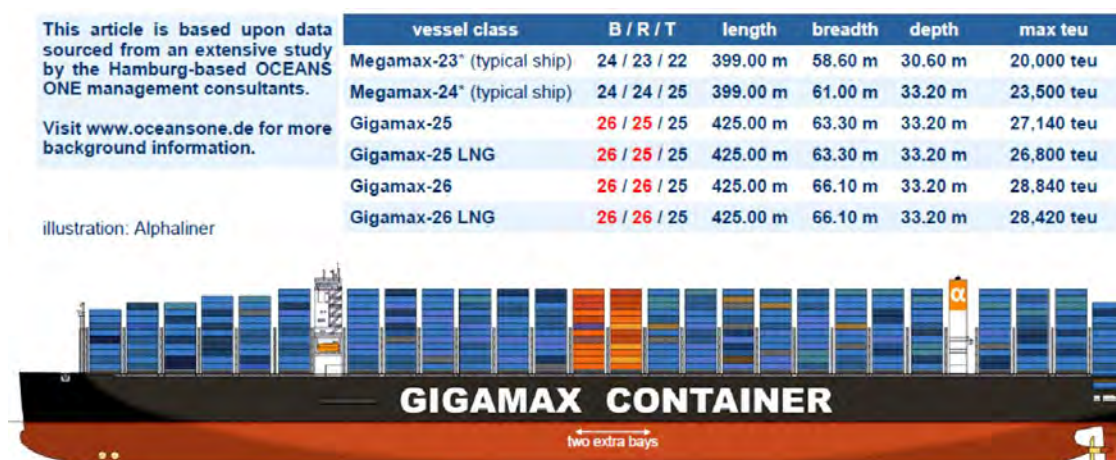 This article is based upon data
sourced from an extensive study
by the Hamburg-based OCEANS
ONE management consultants.
Visit www.oceansone.de for more
background information.
illustration: Alphaliner
vessel class B / R / T length breadth depth max teu
Megamax-23* (typical ship) 24 / 23 / 22 399.00 m 58.60 m 30.60 m 20,000 teu
Megamax-24* (typical ship) 24 / 24 / 25 399.00 m 61.00 m 33.20 m 23,500 teu
Gigamax-25 26 / 25 / 25 425.00 m 63.30 m 33.20 m 27,140 teu
Gigamax-25 LNG 26 / 25 / 25 425.00 m 63.30 m 33.20 m 26,800 teu
Gigamax-26 26 / 26 / 25 425.00 m 66.10 m 33.20 m 28,840 teu
Gigamax-26 LNG 26 / 26 / 25 425.00 m 66.10 m 33.20 m 28,420 teu
α
GIGAMAX CONTAINER
two extra bays